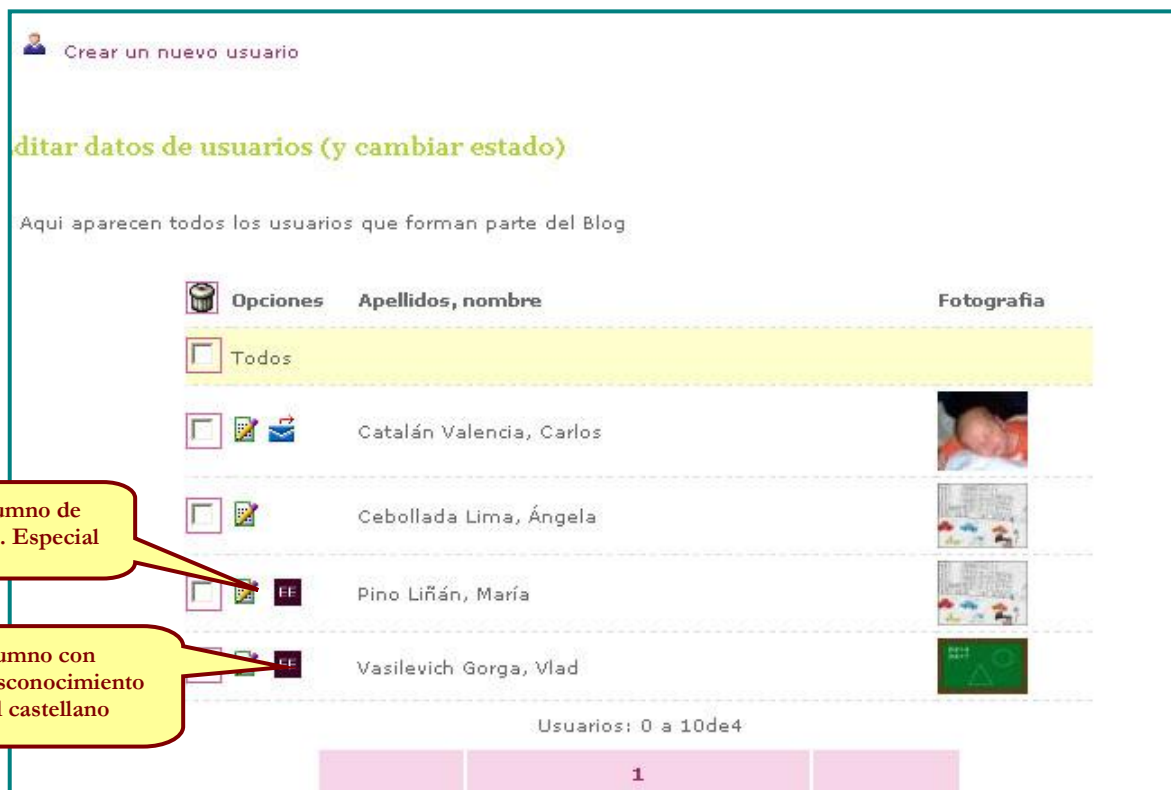 Crear un nuevo usuario
ditar datos de usuarios (y cambiar estado)
Aqui aparecen todos los usuarios que forman parte del Blog
Opciones Apellidos, nombre Fotografia
Todos
Catalán Valencia, Carlos
Cebollada Lima, Ángela
umno de
. Especial
EE Pino Liñán, María
umno con
sconocimiento
l castellano
EE Vasilevich Gorga, Vlad
Usuarios: 0 a 10de4
1